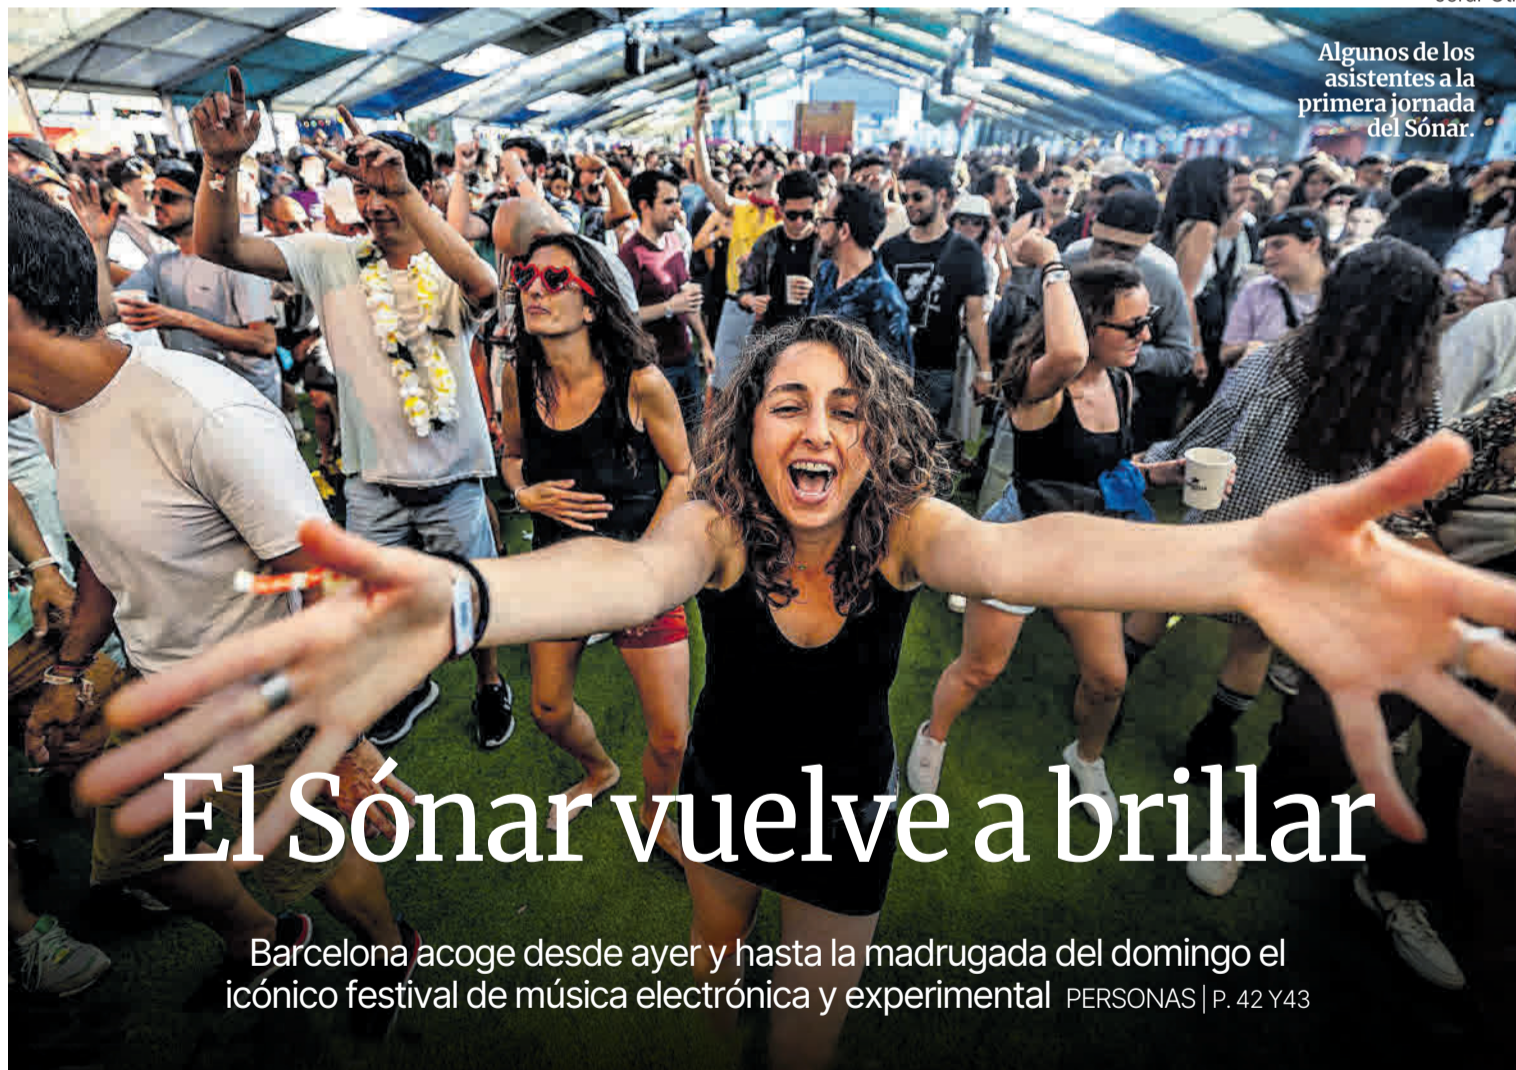 Algunos de los
asistentes a la
primera jornada
del Sónar.
El Sónar vuelve a brillar
Barcelona acoge desde ayer y hasta la madrugada del domingo el
icónico festival de música electrónica y experimental PERSONAS | P. 42 Y43